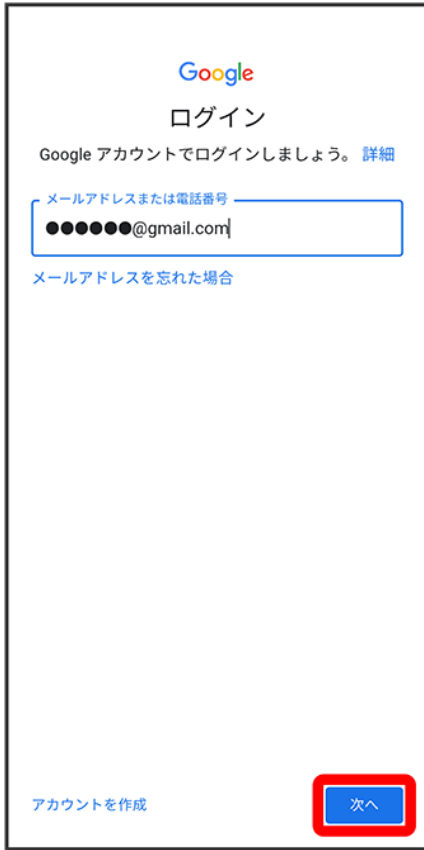 Google
ログイン
Google アカウントでログインしましょう。 詳細
メールアドレスまたは電話番号
●●●●●●@gmail.com
メールアドレスを忘れた場合
アカウントを作成
次へ